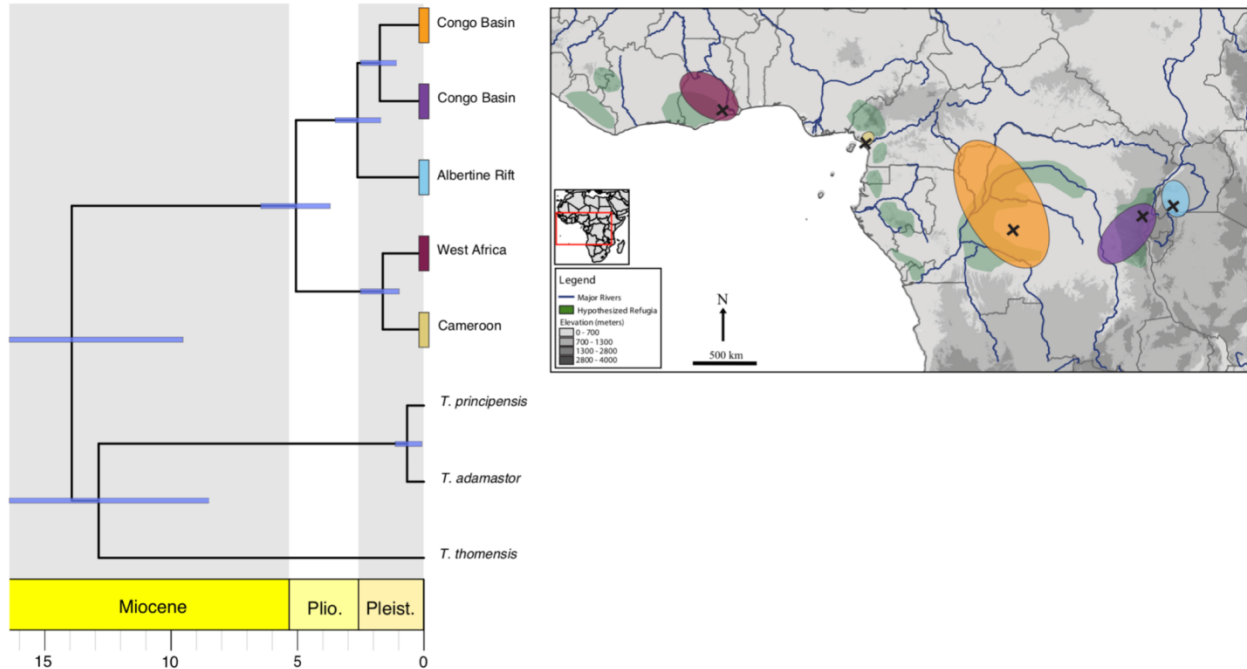 Congo Basin
Congo Basin
Albertine Rift
West Africa
Cameroon
T. principensis
T. adamastor
T. thomensis
Miocene
Plio.
Pleist.
15
10
5
0
Legend
Major Rivers
Hypothesized Refugia
Elevation (meters)
0 - 700
700 - 1300
1300 - 2800
2800 - 4000
N
500 km